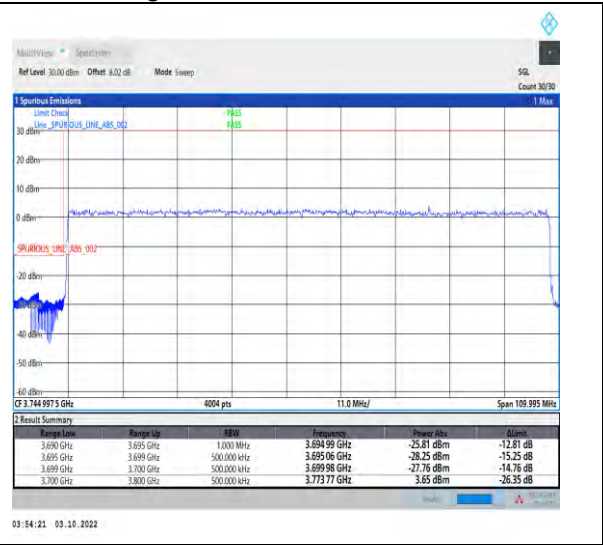 MultiView Spectrum
Ref Level 30.00 dBm Offset 8.02 dB Mode Sweep SGL
Count 30/30
1 Spurious Emissions 1 Max
Limit Check PASS
Line _SPURIOUS_LINE_ABS_002 PASS
30 dBm
20 dBm
10 dBm
0 dBm
_SPURIOUS_LINE_ABS_002
-20 dBm
-40 dBm
-50 dBm
-60 dBm
CF 3.744 997 5 GHz 4004 pts 11.0 MHz/ Span 109.995 MHz
2 Result Summary
Range Low Range Up RBW Frequency Power Abs ΔLimit
3.690 GHz 3.695 GHz 1.000 MHz 3.694 99 GHz -25.81 dBm -12.81 dB
3.695 GHz 3.699 GHz 500.000 kHz 3.695 06 GHz -28.25 dBm -15.25 dB
3.699 GHz 3.700 GHz 500.000 kHz 3.699 98 GHz -27.76 dBm -14.76 dB
3.700 GHz 3.800 GHz 500.000 kHz 3.773 77 GHz 3.65 dBm -26.35 dB
03:54:21 03.10.2022